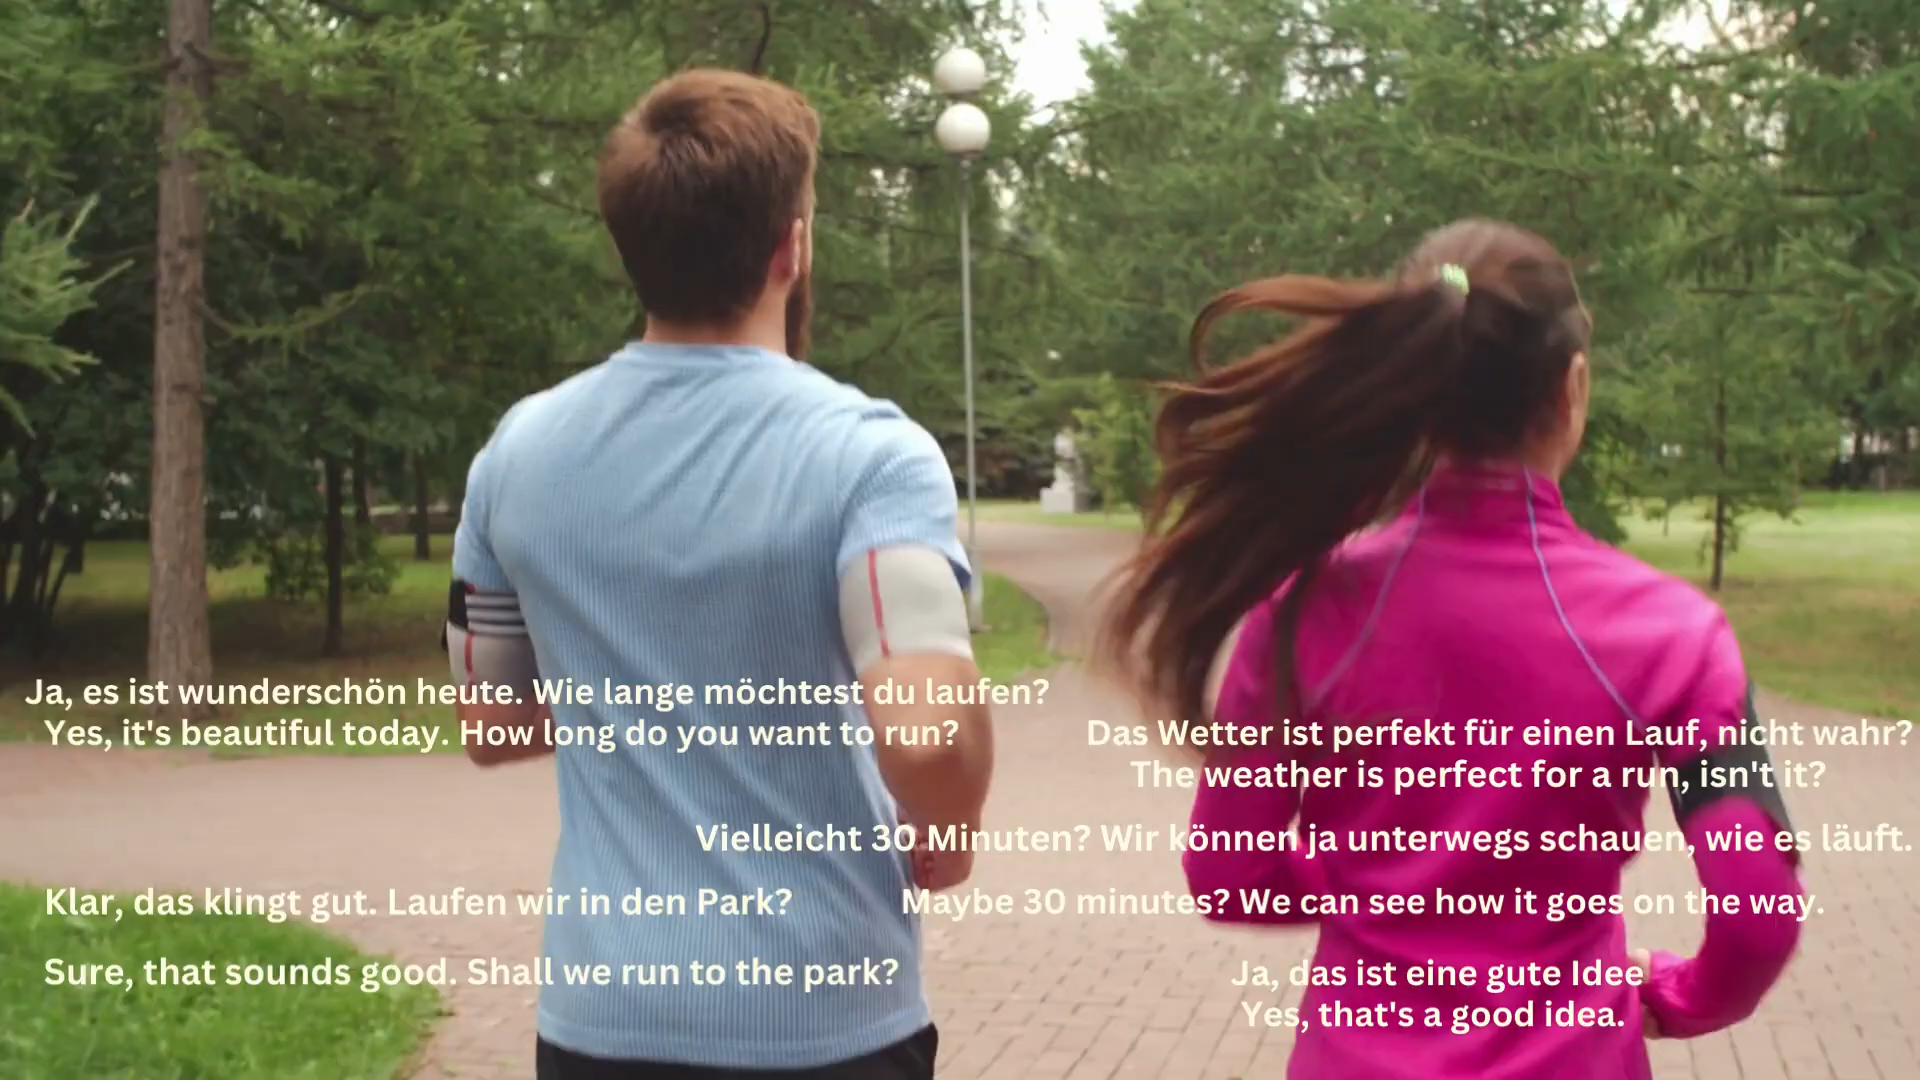 Ja, es ist wunderschön heute. Wie lange möchtest du laufen?
Yes, it's beautiful today. How long do you want to run?
Das Wetter ist perfekt für einen Lauf, nicht wahr?
The weather is perfect for a run, isn't it?
Vielleicht 30 Minuten? Wir können ja unterwegs schauen, wie es läuft.
Maybe 30 minutes? We can see how it goes on the way.
Klar, das klingt gut. Laufen wir in den Park?
Sure, that sounds good. Shall we run to the park?
Ja, das ist eine gute Idee
Yes, that's a good idea.